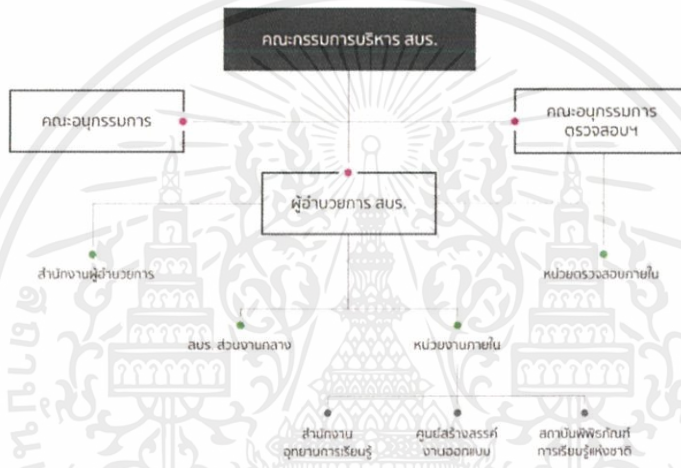 คณะกรรมการบริหาร สบร.
คณะอนุกรรมการ
คณะอนุกรรมการ
ตรวจสอบฯ
ผู้อำนวยการ สบร.
สำนักงานผู้อำนวยการ
หน่วยตรวจสอบภายใน
สบร. ส่วนงานกลาง
หน่วยงานภายใน
สำนักงาน
อุทยานการเรียนรู้
ศูนย์สร้างสรรค์
งานออกแบบ
สถาบันพิพิธภัณฑ์
การเรียนรู้แห่งชาติ